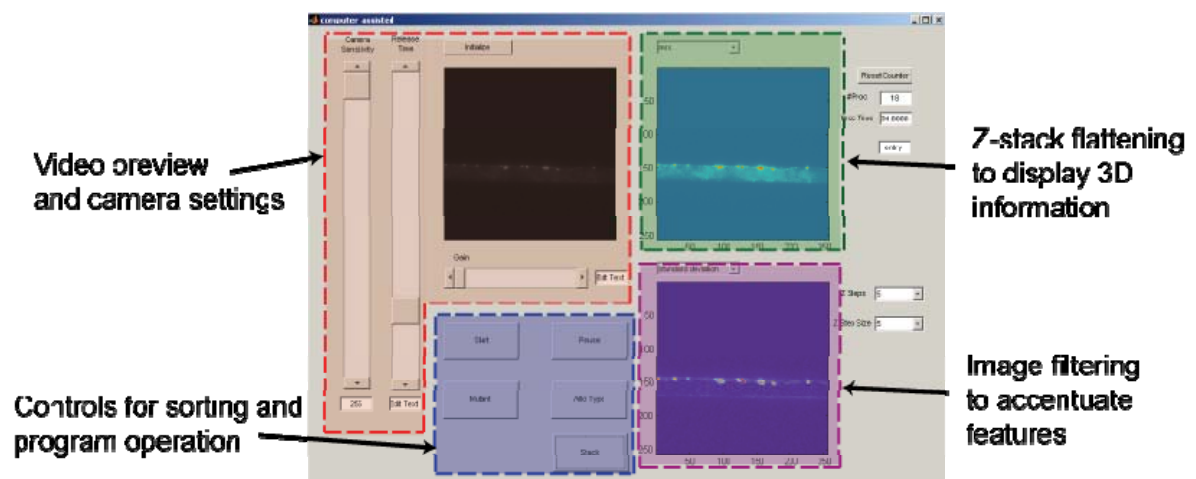 computer assisted
Camera
Sensitivity
Release
Time
Initialize
Gain
Edit Text
255
Edit Text
Start
Pause
Mutant
Stuck
max
50
100
150
200
250
50 100 150 200 250
standard deviation
50
100
150
200
250
50 100 150 200 250
Reset Counter
#Proc
18
entry
Z Steps
5
Z Step Size
5
Video preview
and camera settings
Controls for sorting and
program operation
Z-stack flattening
to display 3D
information
Image filtering
to accentuate
features